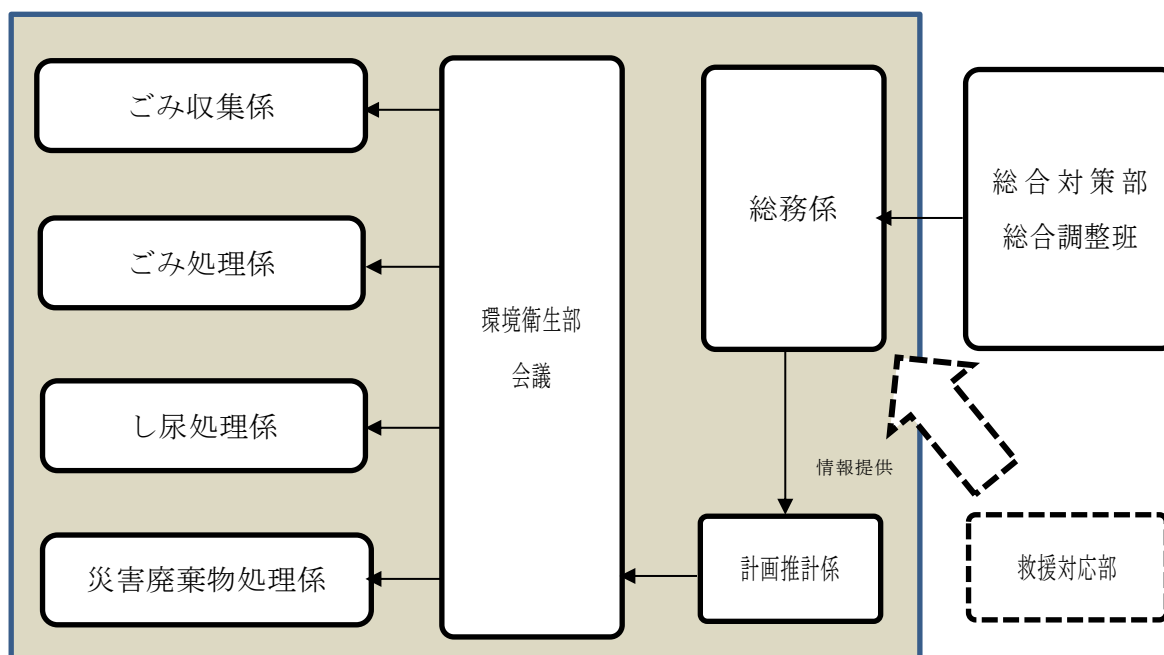 ごみ収集係
ごみ処理係
し尿処理係
災害廃棄物処理係
環境衛生部
会議
総務係
情報提供
計画推計係
総合対策部
総合調整班
救援対応部